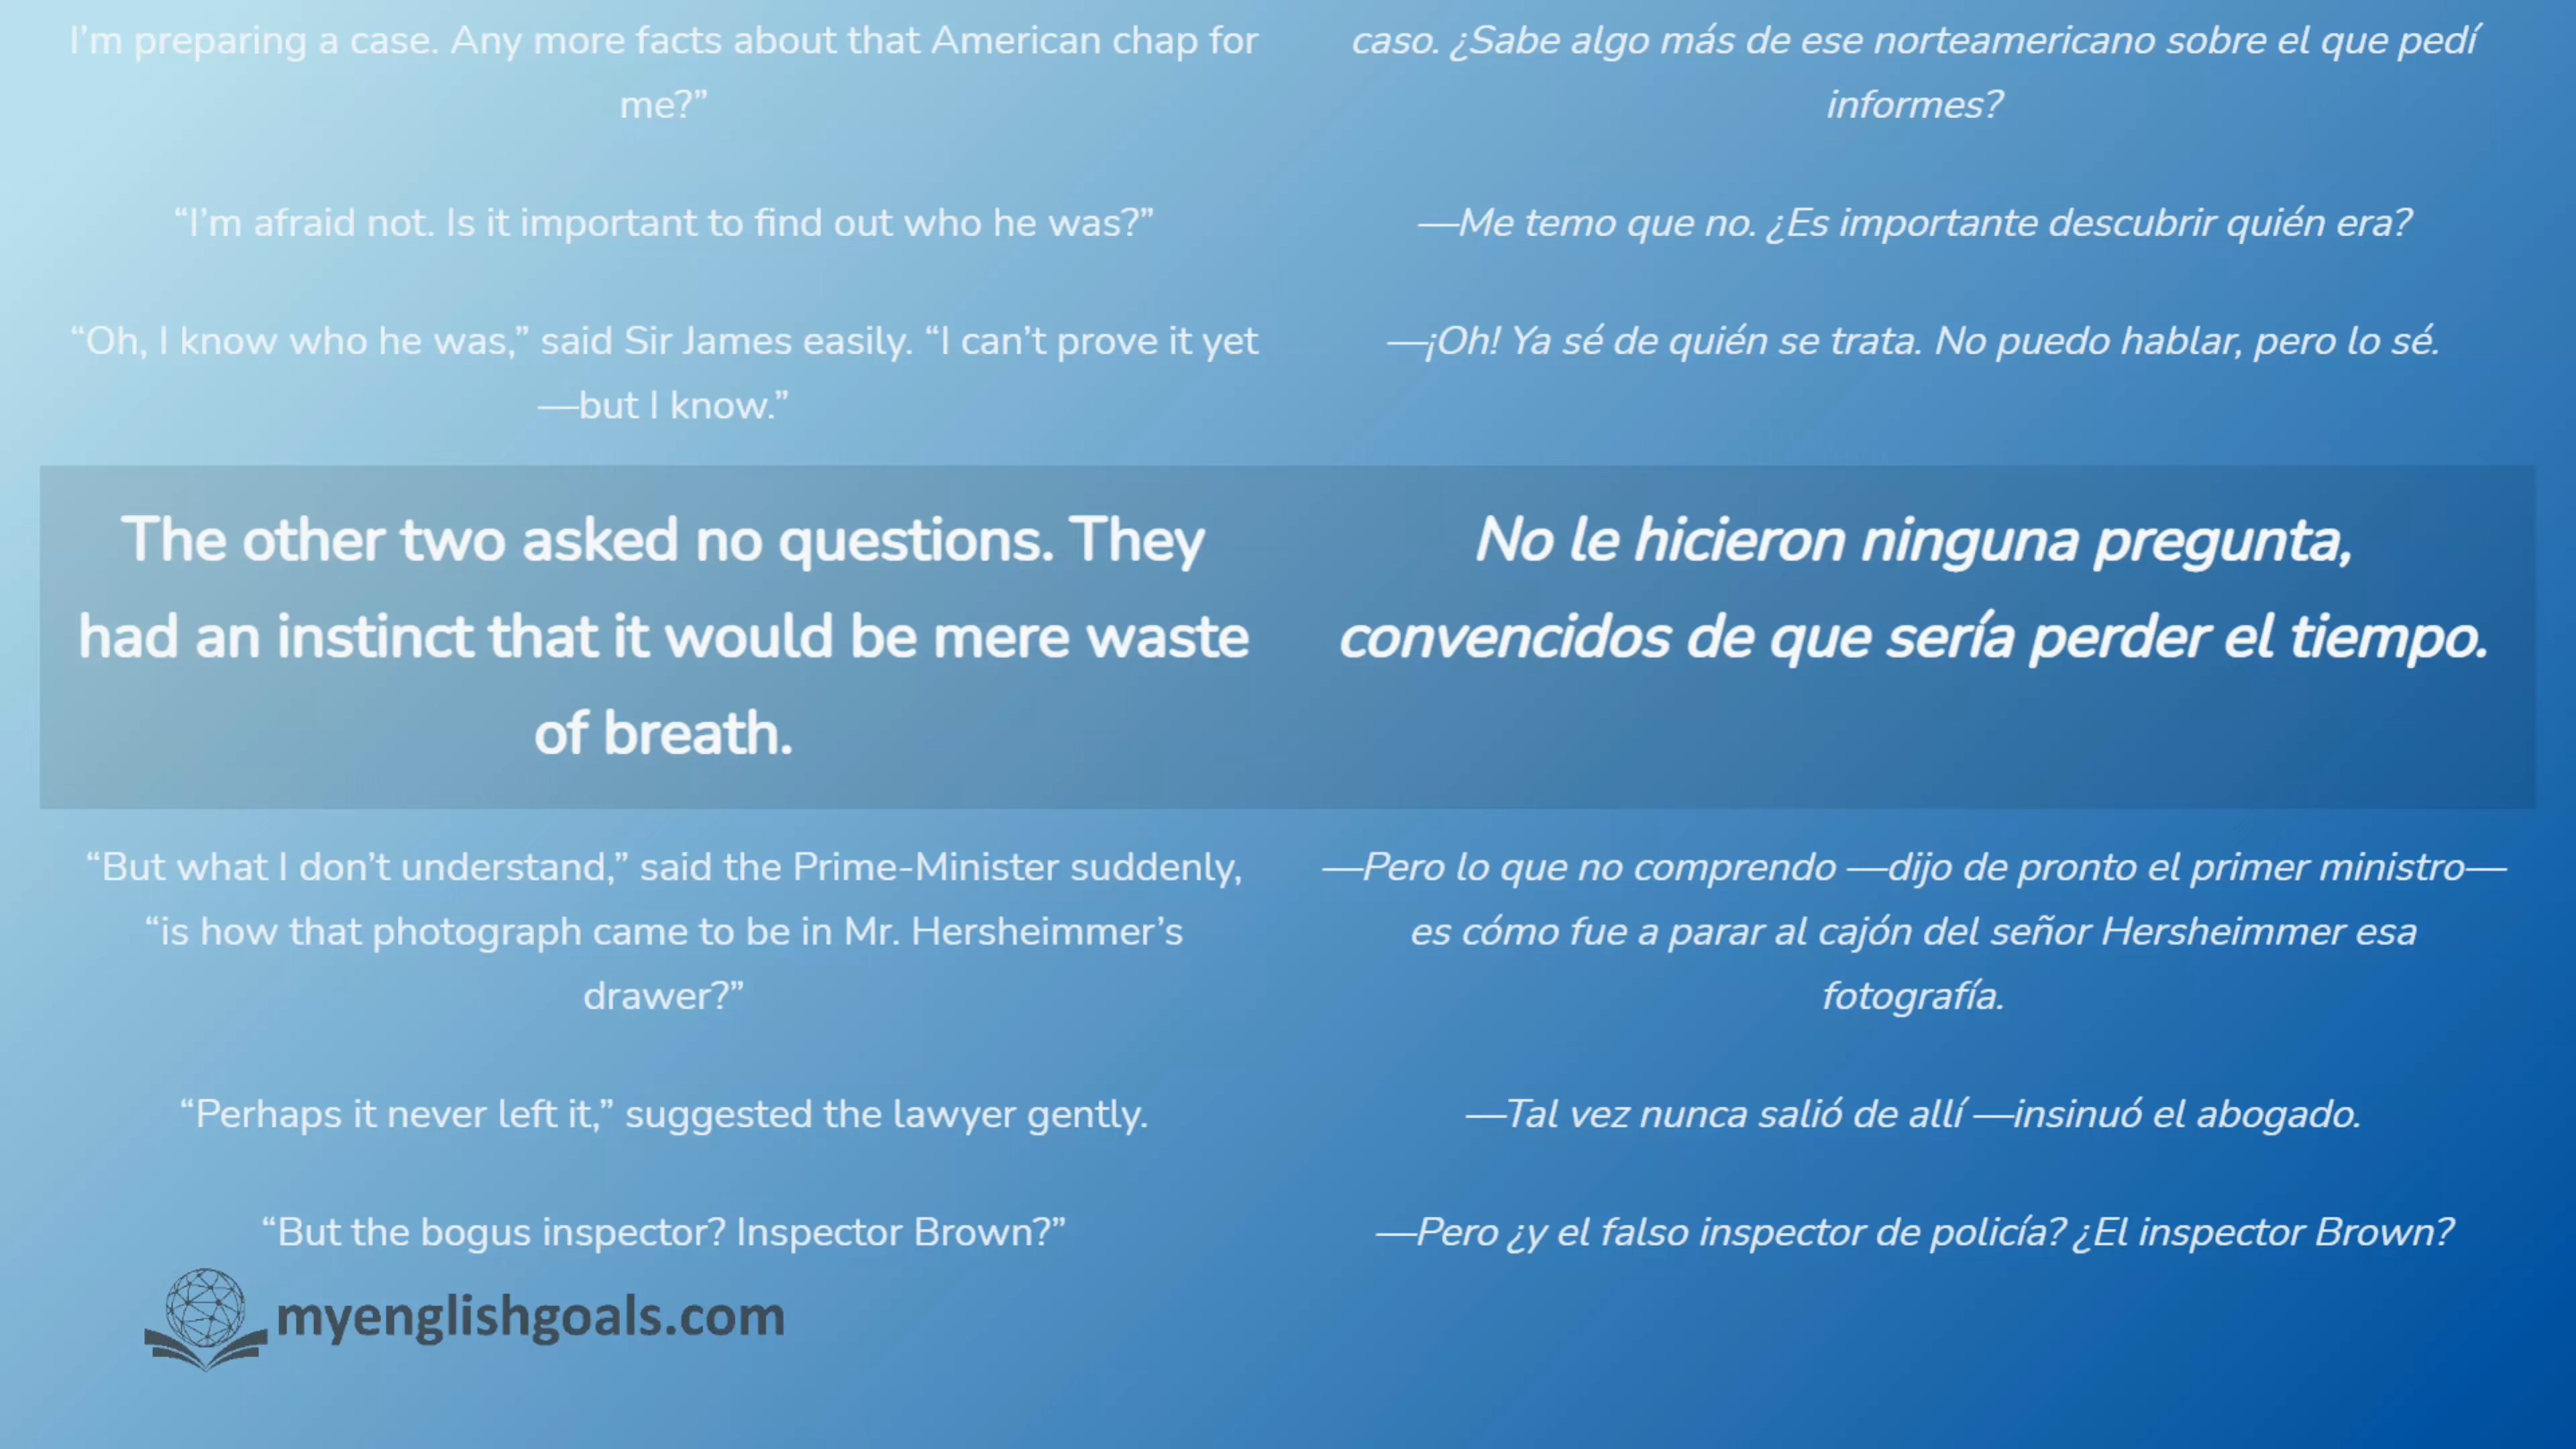 I'm preparing a case. Any more facts about that American chap for
me?”
“I'm afraid not. Is it important to find out who he was?”
“Oh, I know who he was,” said Sir James easily. “I can't prove it yet
—but I know.”
The other two asked no questions. They
had an instinct that it would be mere waste
of breath.
“But what I don't understand,” said the Prime-Minister suddenly,
“is how that photograph came to be in Mr. Hersheimmer's
drawer?”
“Perhaps it never left it,” suggested the lawyer gently.
“But the bogus inspector? Inspector Brown?”
caso. ¿Sabe algo más de ese norteamericano sobre el que pedí
informes?
—Me temo que no. ¿Es importante descubrir quién era?
—¡Oh! Ya sé de quién se trata. No puedo hablar, pero lo sé.
No le hicieron ninguna pregunta,
convencidos de que sería perder el tiempo.
—Pero lo que no comprendo —dijo de pronto el primer ministro—
es cómo fue a parar al cajón del señor Hersheimmer esa
fotografía.
—Tal vez nunca salió de allí —insinuó el abogado.
—Pero ¿y el falso inspector de policía? ¿El inspector Brown?
myenglishgoals.com